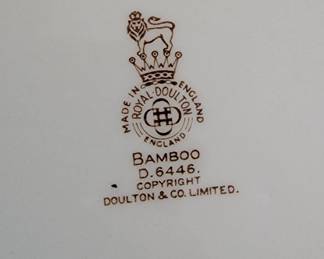 MADE IN ENGLAND
ROYAL·DOULTON
ENGLAND
BAMBOO
D.6446.
COPYRIGHT
DOULTON & CO. LIMITED.